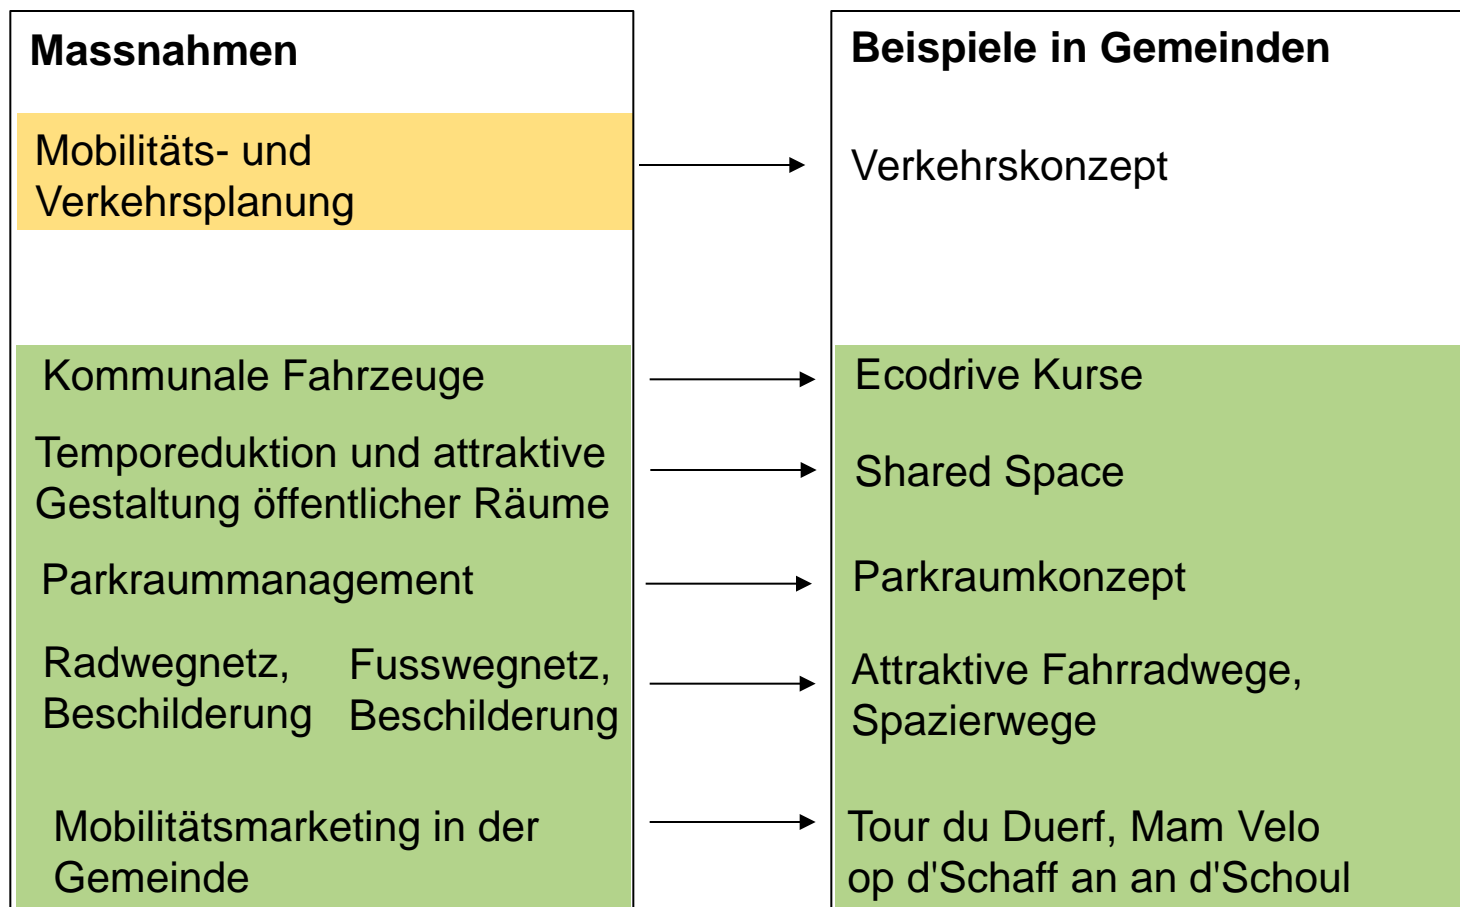 Massnahmen
Beispiele in Gemeinden
Mobilitäts- und
Verkehrsplanung
Verkehrskonzept
Kommunale Fahrzeuge
Ecodrive Kurse
Temporeduktion und attraktive
Gestaltung öffentlicher Räume
Shared Space
Parkraummanagement
Parkraumkonzept
Radwegnetz,
Beschilderung
Fusswegnetz,
Beschilderung
Attraktive Fahrradwege,
Spazierwege
Mobilitätsmarketing in der
Gemeinde
Tour du Duerf, Mam Velo
op d'Schaff an an d'Schoul